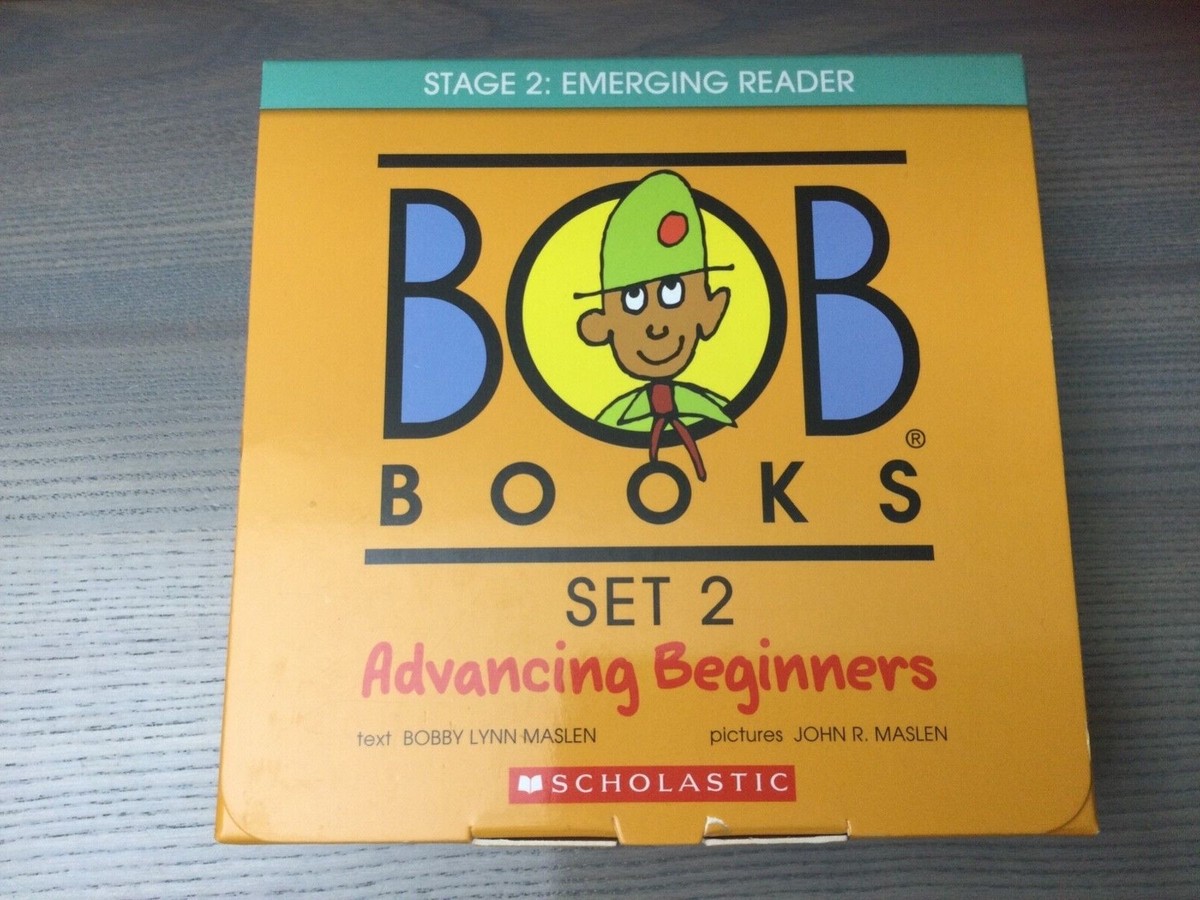 STAGE 2: EMERGING READER
BOB
®
BOOKS
SET 2
Advancing Beginners
text BOBBY LYNN MASLEN pictures JOHN R. MASLEN
SCHOLASTIC